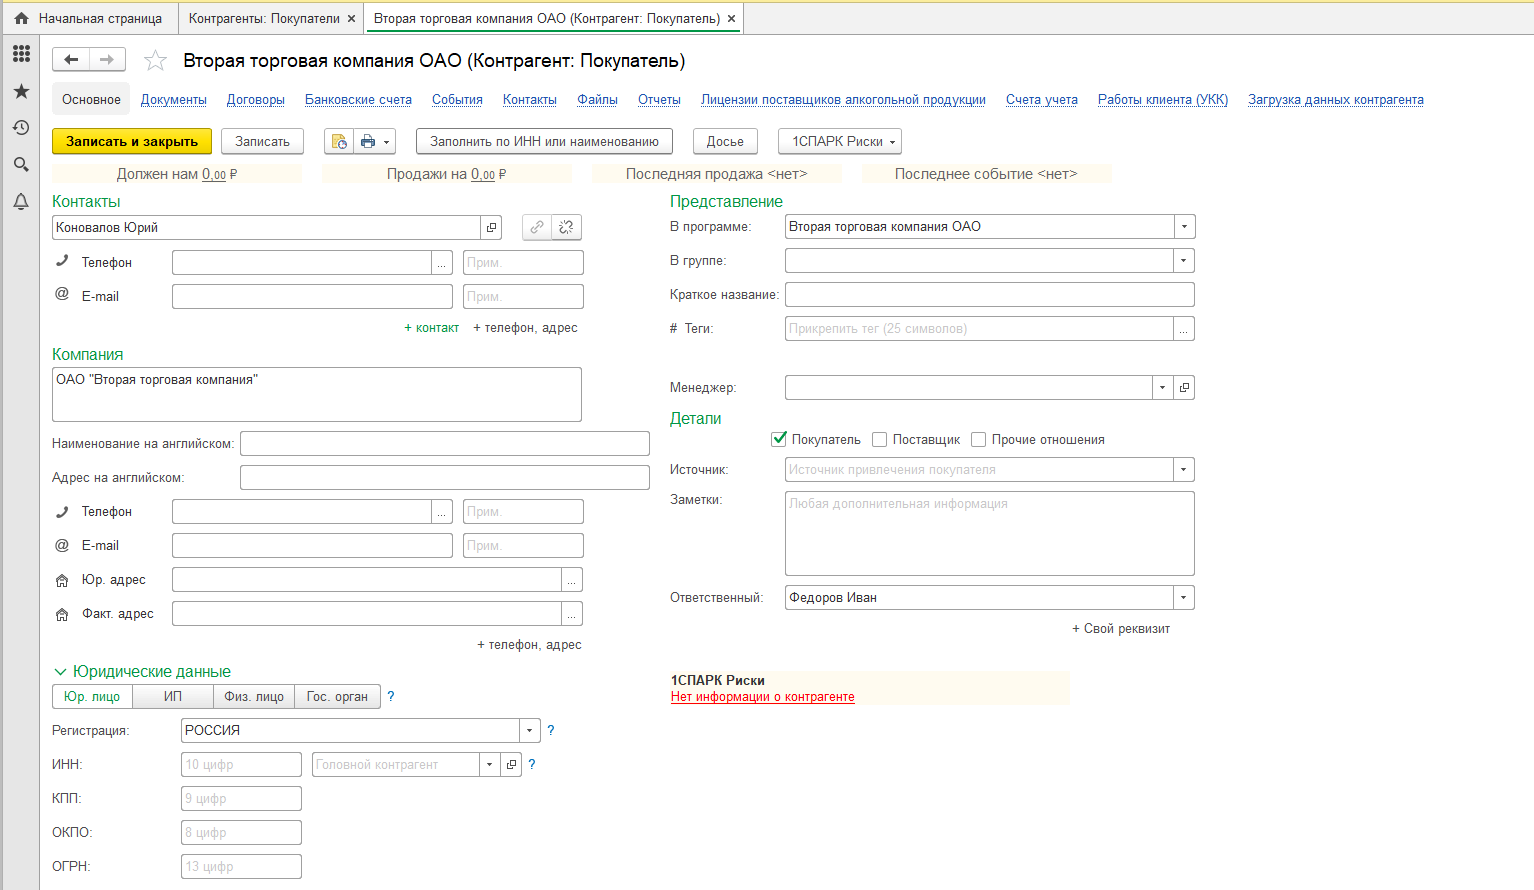 Начальная страница
Контрагенты: Покупатели ×
Вторая торговая компания ОАО (Контрагент: Покупатель) ×
Вторая торговая компания ОАО (Контрагент: Покупатель)
Основное Документы Договоры Банковские счета События Контакты Файлы Отчеты Лицензии поставщиков алкогольной продукции Счета учета Работы клиента (УКК) Загрузка данных контрагента
Записать и закрыть Записать Заполнить по ИНН или наименованию Досье 1СПАРК Риски
Должен нам 0,00 ₽ Продажи на 0,00 ₽ Последняя продажа <нет> Последнее событие <нет>
Контакты
Коновалов Юрий
Телефон ... Прим.
@ E-mail Прим.
+ контакт + телефон, адрес
Компания
ОАО "Вторая торговая компания"
Наименование на английском:
Адрес на английском:
Телефон ... Прим.
@ E-mail Прим.
Юр. адрес ...
Факт. адрес ...
+ телефон, адрес
Юридические данные
Юр. лицо ИП Физ. лицо Гос. орган ?
Регистрация: РОССИЯ ?
ИНН: 10 цифр Головной контрагент ?
КПП: 9 цифр
ОКПО: 8 цифр
ОГРН: 13 цифр
Представление
В программе: Вторая торговая компания ОАО
В группе:
Краткое название:
# Теги: Прикрепить тег (25 символов) ...
Менеджер:
Детали
Покупатель Поставщик Прочие отношения
Источник: Источник привлечения покупателя
Заметки: Любая дополнительная информация
Ответственный: Федоров Иван
+ Свой реквизит
1СПАРК Риски
Нет информации о контрагенте